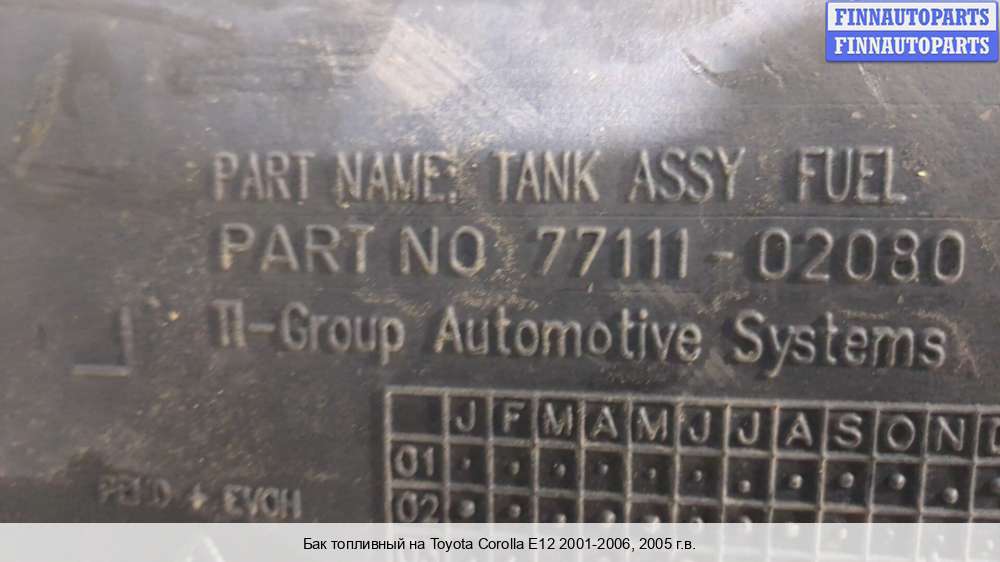 FINNAUTOPARTS
FINNAUTOPARTS
PART NAME: TANK ASSY FUEL
PART NO 77111-02080
TI-Group Automotive Systems
J F M A M J J A S O N D
01
02
+ EVOH
Бак топливный на Toyota Corolla E12 2001-2006, 2005 г.в.